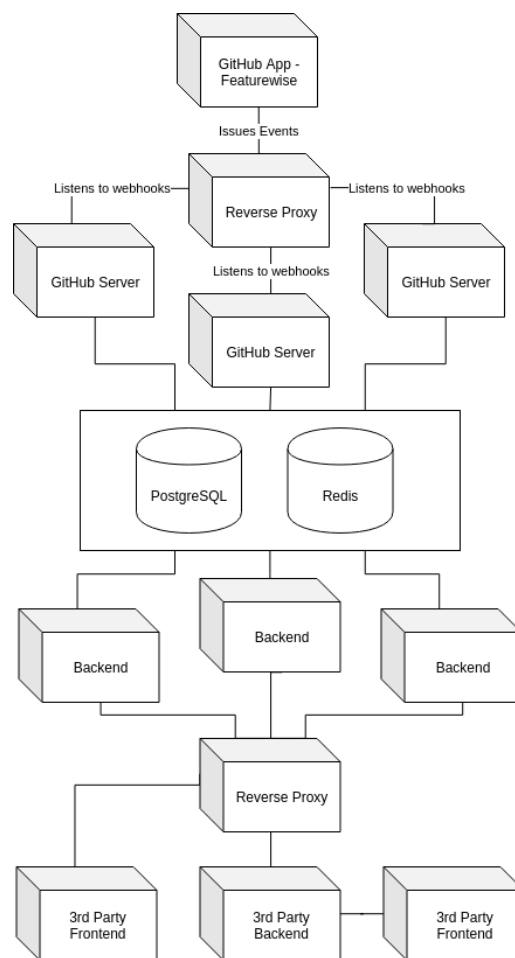 GitHub App -
Featurewise
Issues Events
Listens to webhooks
Listens to webhooks
Reverse Proxy
Listens to webhooks
GitHub Server
GitHub Server
GitHub Server
PostgreSQL
Redis
Backend
Backend
Backend
Reverse Proxy
3rd Party
Frontend
3rd Party
Backend
3rd Party
Frontend